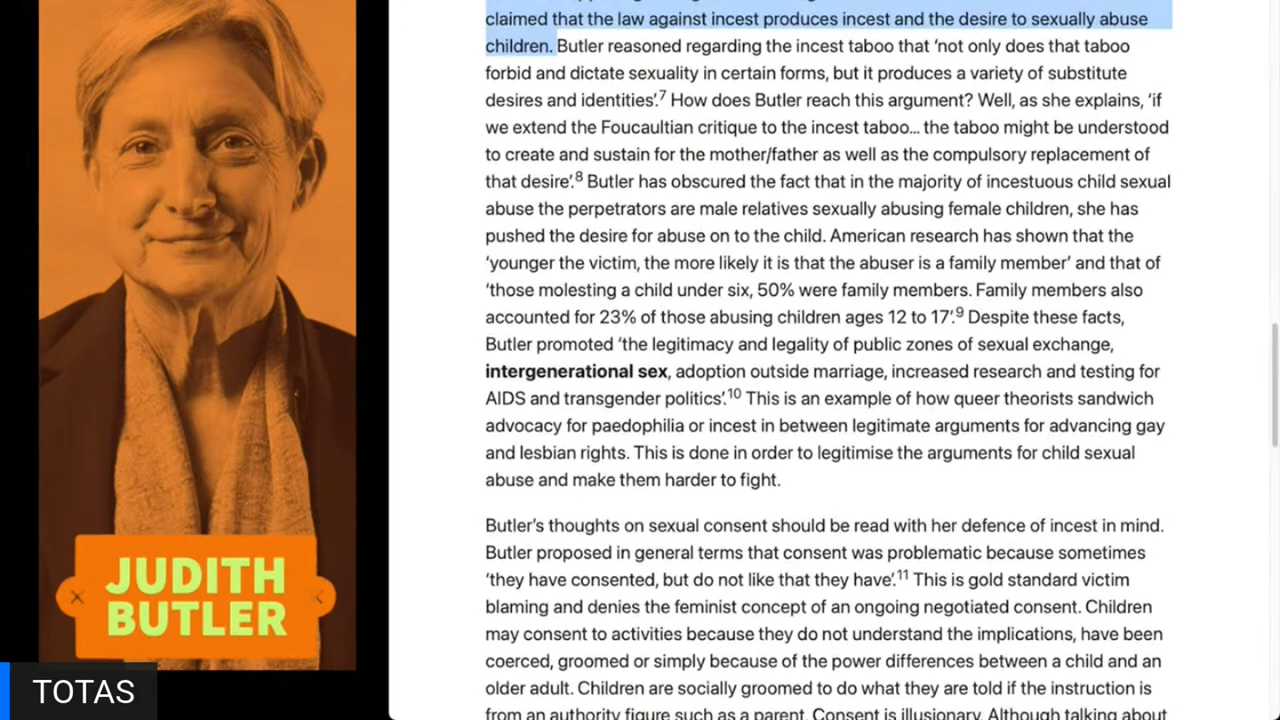 claimed that the law against incest produces incest and the desire to sexually abuse
children. Butler reasoned regarding the incest taboo that ‘not only does that taboo
forbid and dictate sexuality in certain forms, but it produces a variety of substitute
desires and identities’.7 How does Butler reach this argument? Well, as she explains, ‘if
we extend the Foucaultian critique to the incest taboo… the taboo might be understood
to create and sustain for the mother/father as well as the compulsory replacement of
that desire’.8 Butler has obscured the fact that in the majority of incestuous child sexual
abuse the perpetrators are male relatives sexually abusing female children, she has
pushed the desire for abuse on to the child. American research has shown that the
‘younger the victim, the more likely it is that the abuser is a family member’ and that of
‘those molesting a child under six, 50% were family members. Family members also
accounted for 23% of those abusing children ages 12 to 17’.9 Despite these facts,
Butler promoted ‘the legitimacy and legality of public zones of sexual exchange,
intergenerational sex, adoption outside marriage, increased research and testing for
AIDS and transgender politics’.10 This is an example of how queer theorists sandwich
advocacy for paedophilia or incest in between legitimate arguments for advancing gay
and lesbian rights. This is done in order to legitimise the arguments for child sexual
abuse and make them harder to fight.
Butler’s thoughts on sexual consent should be read with her defence of incest in mind.
Butler proposed in general terms that consent was problematic because sometimes
‘they have consented, but do not like that they have’.11 This is gold standard victim
blaming and denies the feminist concept of an ongoing negotiated consent. Children
may consent to activities because they do not understand the implications, have been
coerced, groomed or simply because of the power differences between a child and an
older adult. Children are socially groomed to do what they are told if the instruction is
from an authority figure such as a parent. Consent is illusionary. Although talking about
JUDITH
BUTLER
TOTAS